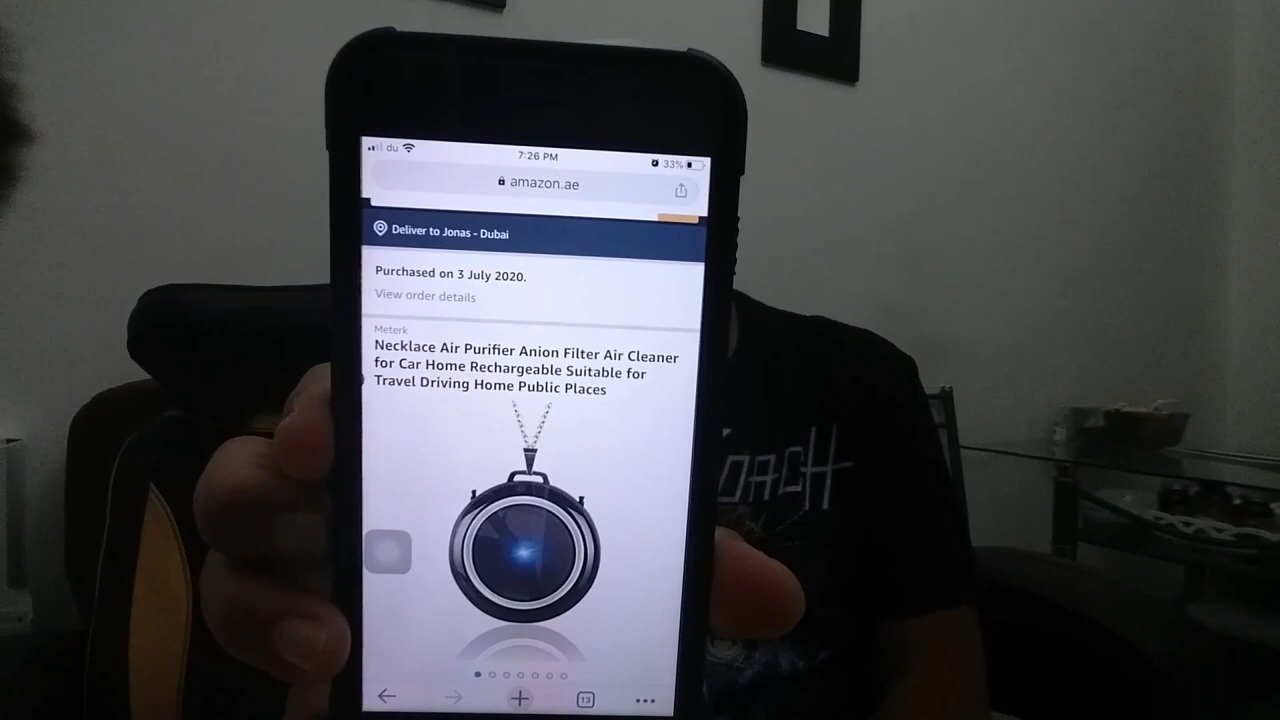 du 7:26 PM 33%
amazon.ae
Deliver to Jonas - Dubai
Purchased on 3 July 2020.
View order details
Meterk
Necklace Air Purifier Anion Filter Air Cleaner
for Car Home Rechargeable Suitable for
Travel Driving Home Public Places
13